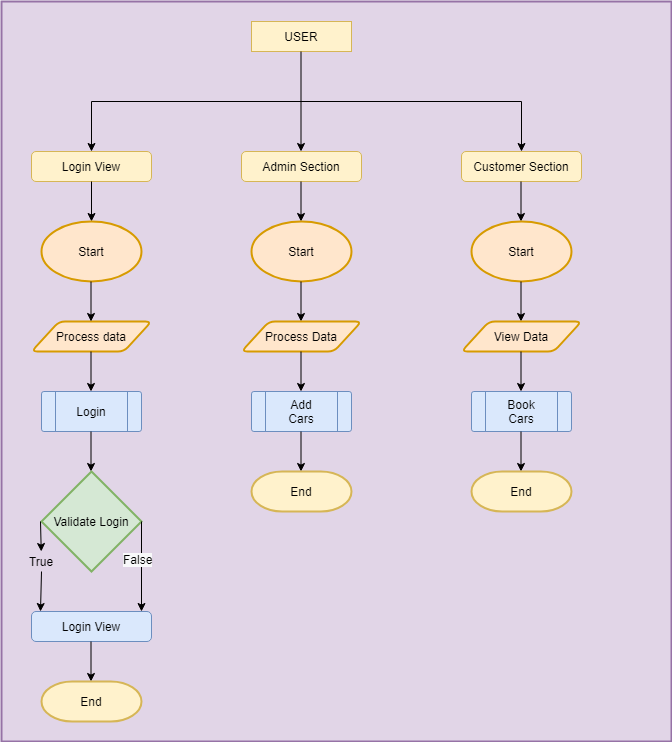 USER
Login View
Admin Section
Customer Section
Start
Start
Start
Process data
Process Data
View Data
Login
Add
Cars
Book
Cars
End
End
Validate Login
True
False
Login View
End